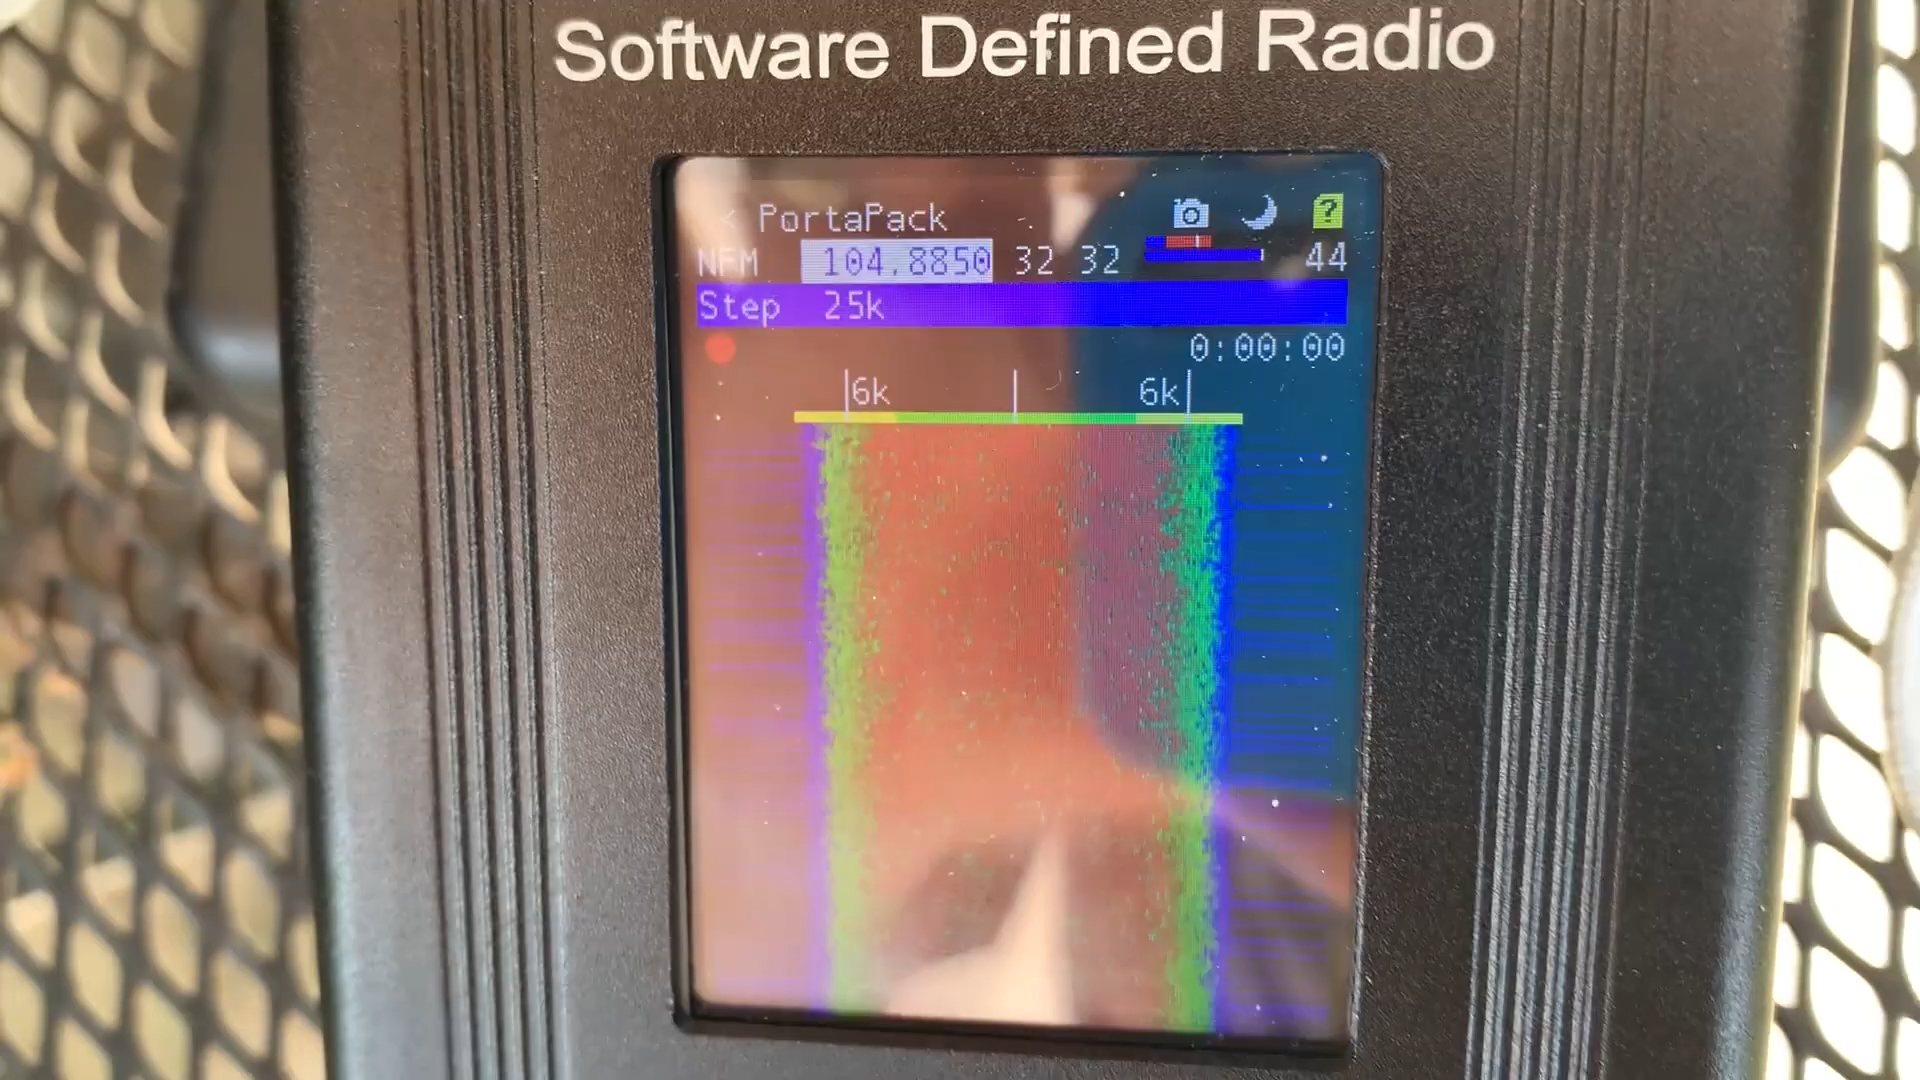 Software Defined Radio
< PortaPack ?
NFM 104.8850 32 32 44
Step 25k
0:00:00
6k 6k